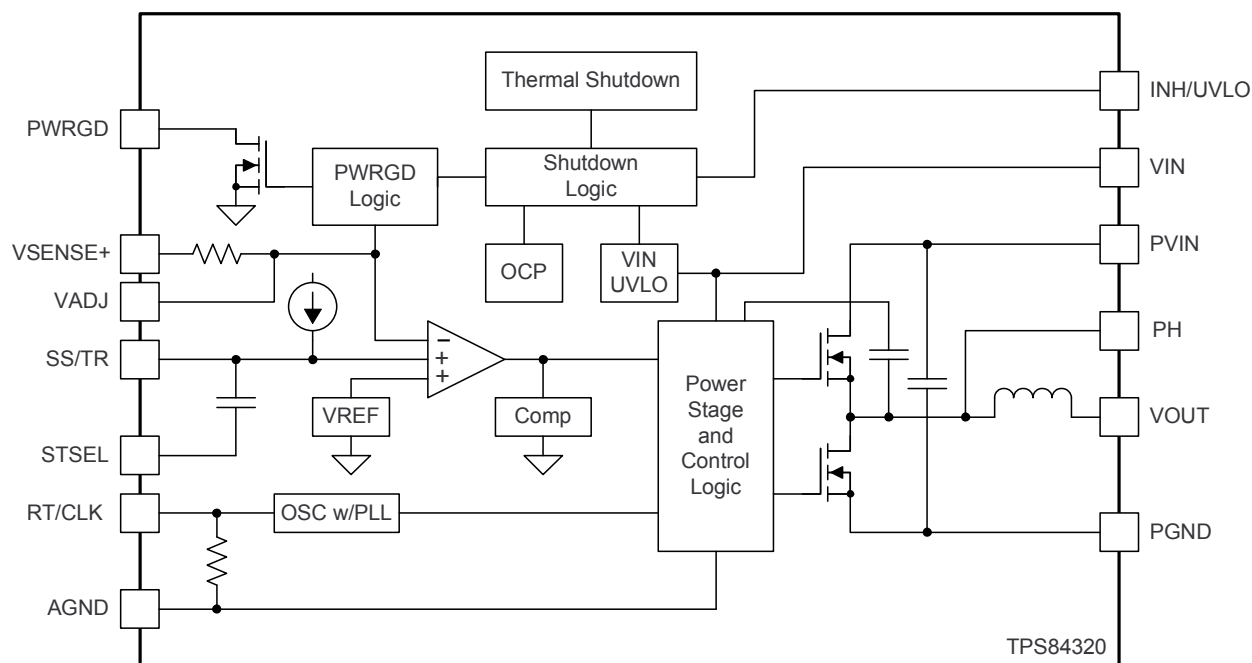 Thermal Shutdown
INH/UVLO
PWRGD
PWRGD
Logic
Shutdown
Logic
VIN
VSENSE+
OCP
VIN
UVLO
PVIN
VADJ
SS/TR
PH
−
+
+
VREF
Comp
Power
Stage
and
Control
Logic
VOUT
STSEL
RT/CLK
OSC w/PLL
PGND
AGND
TPS84320